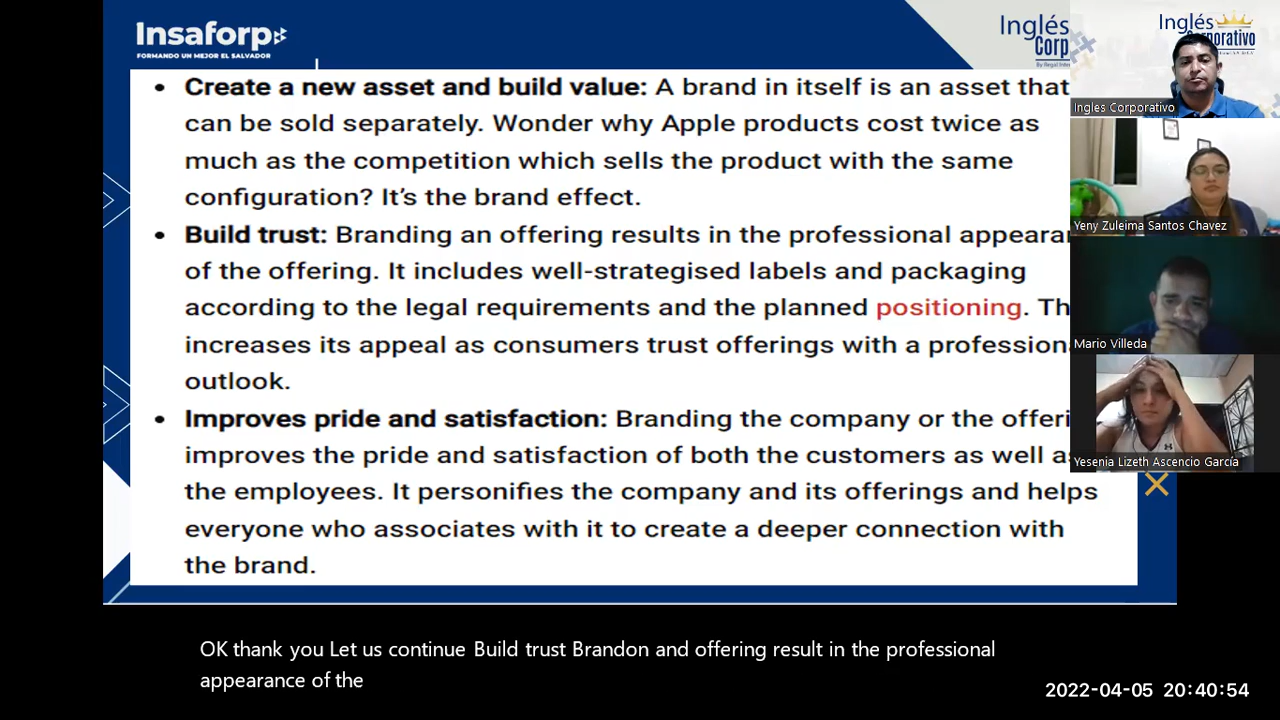 Insaforp
FORMANDO UN MEJOR EL SALVADOR
Inglés
Corp
Inglés
Corporativo
Ingles Corporativo
• Create a new asset and build value: A brand in itself is an asset that
can be sold separately. Wonder why Apple products cost twice as
much as the competition which sells the product with the same
configuration? It’s the brand effect.
Yeny Zuleima Santos Chavez
• Build trust: Branding an offering results in the professional appearan
of the offering. It includes well-strategised labels and packaging
according to the legal requirements and the planned positioning. Th
increases its appeal as consumers trust offerings with a profession
outlook.
Mario Villeda
• Improves pride and satisfaction: Branding the company or the offeri
improves the pride and satisfaction of both the customers as well as
the employees. It personifies the company and its offerings and helps
everyone who associates with it to create a deeper connection with
the brand.
Yesenia Lizeth Ascencio García
OK thank you Let us continue Build trust Brandon and offering result in the professional
appearance of the
2022-04-05 20:40:54